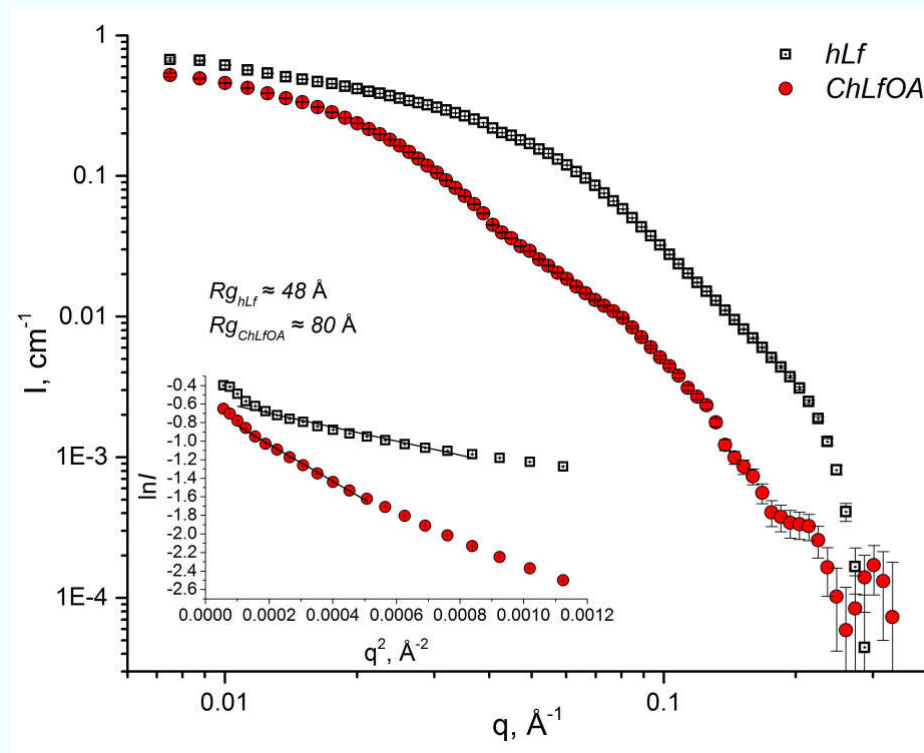 hLf
ChLfOA
1
0.1
0.01
1E-3
1E-4
I, cm⁻¹
Rg_hLf ≈ 48 Å
Rg_ChLfOA ≈ 80 Å
-0.4
-0.6
-0.8
-1.0
-1.2
-1.4
-1.6
-1.8
-2.0
-2.2
-2.4
-2.6
lnI
0.0000 0.0002 0.0004 0.0006 0.0008 0.0010 0.0012
q², Å⁻²
0.01 0.1
q, Å⁻¹